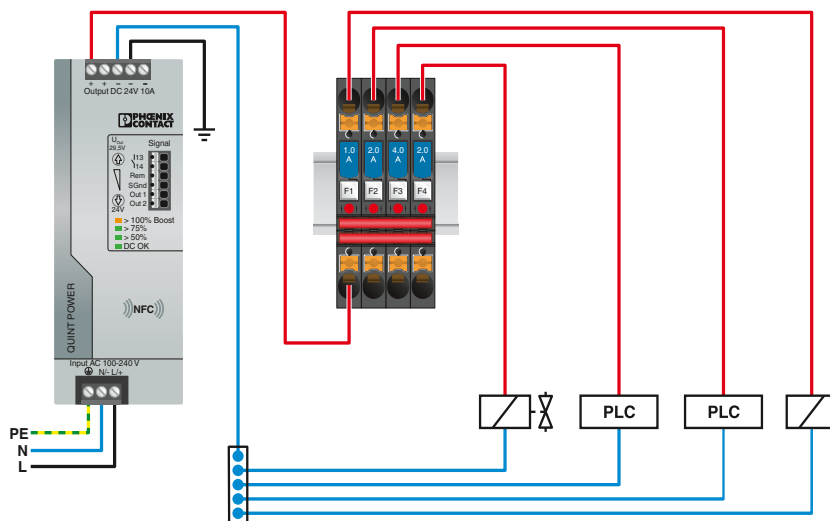 + + − − −
Output DC 24V 10A
PHŒNIX
CONTACT
UOut
29,5V
24V
Signal
13
14
Rem
SGnd
Out 1
Out 2
> 100% Boost
> 75%
> 50%
DC OK
NFC
QUINT POWER
Input AC 100-240 V
N/- L/+
PE
N
L
1.0 A
2.0 A
4.0 A
2.0 A
F1
F2
F3
F4
PLC
PLC